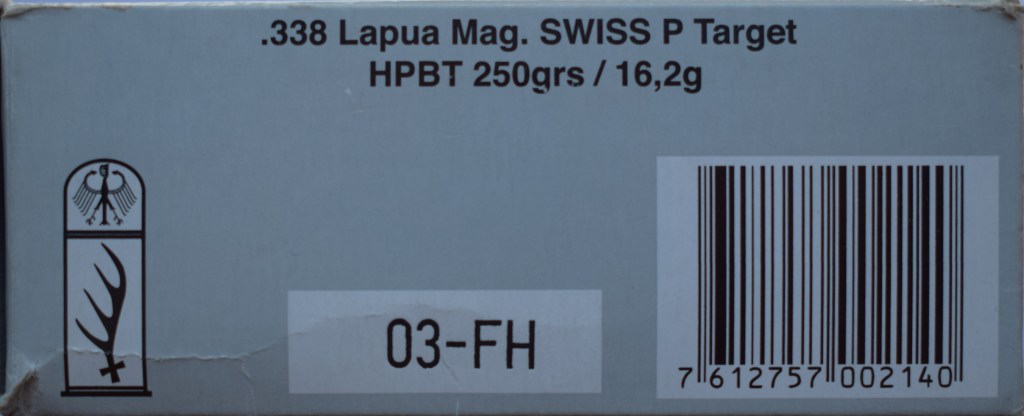 .338 Lapua Mag. SWISS P Target
HPBT 250grs / 16,2g
03-FH
7 612757 002140